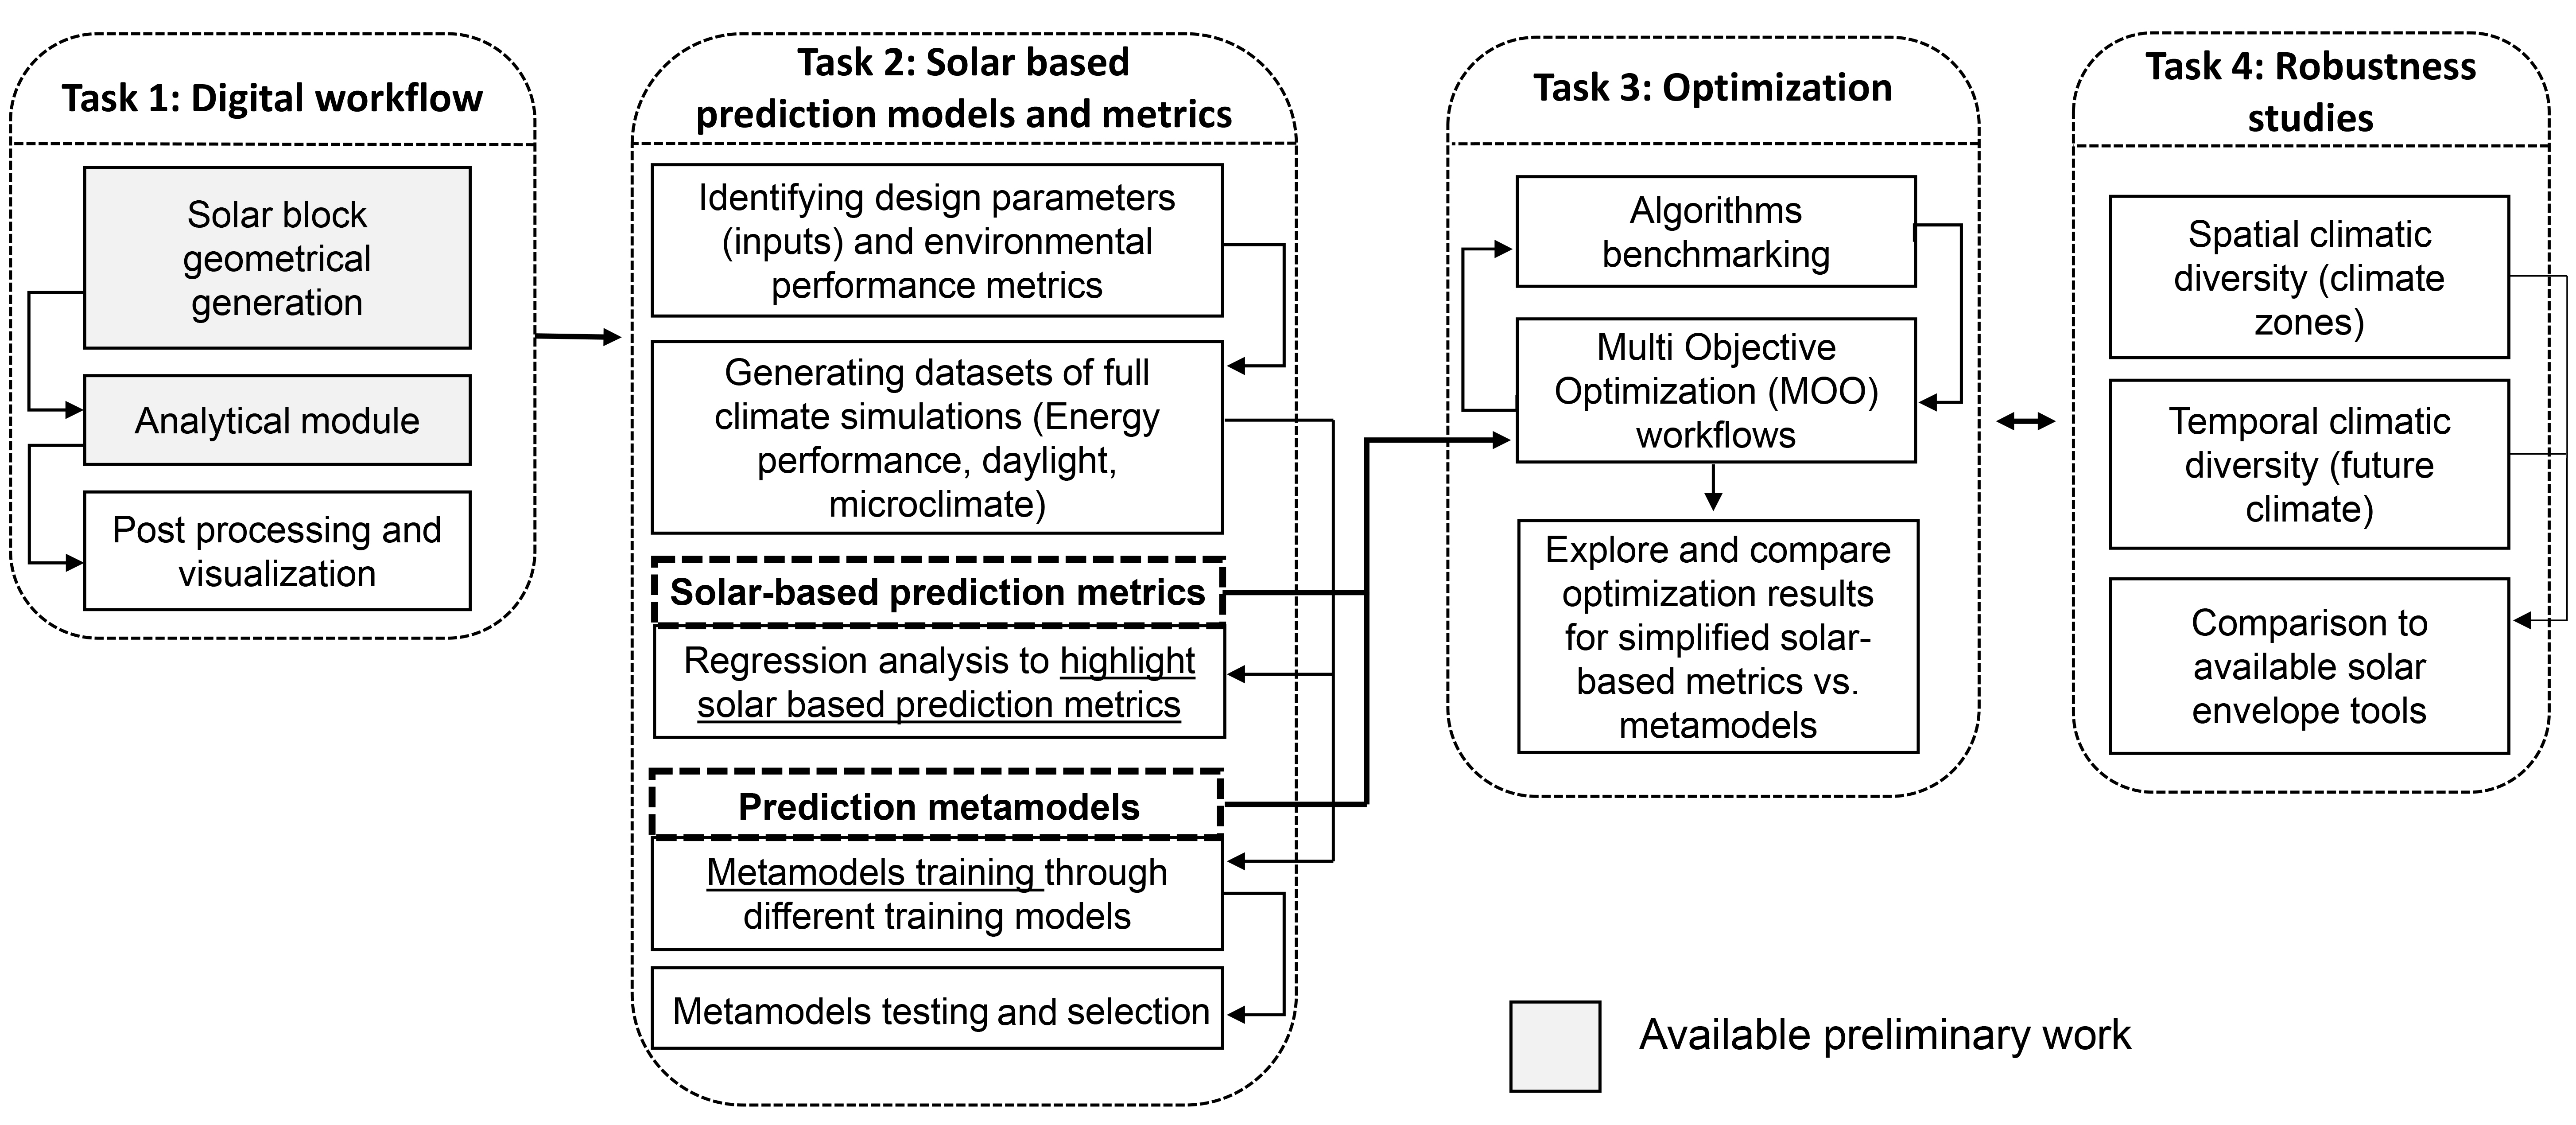 Task 1: Digital workflow
Solar block
geometrical
generation
Analytical module
Post processing and
visualization
Task 2: Solar based
prediction models and metrics
Identifying design parameters
(inputs) and environmental
performance metrics
Generating datasets of full
climate simulations (Energy
performance, daylight,
microclimate)
Solar-based prediction metrics
Regression analysis to highlight
solar based prediction metrics
Prediction metamodels
Metamodels training through
different training models
Metamodels testing and selection
Task 3: Optimization
Algorithms
benchmarking
Multi Objective
Optimization (MOO)
workflows
Explore and compare
optimization results
for simplified solar-
based metrics vs.
metamodels
Task 4: Robustness
studies
Spatial climatic
diversity (climate
zones)
Temporal climatic
diversity (future
climate)
Comparison to
available solar
envelope tools
Available preliminary work